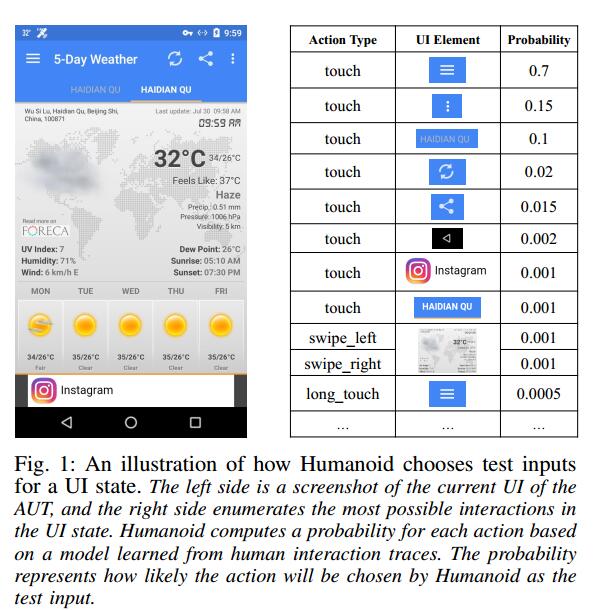 32° 9:59
5-Day Weather
HAIDIAN QU HAIDIAN QU
Wu Si Lu, Haidian Qu, Beijing Shi,
China, 100871
Last update: Jul 30 09:58 AM
09:59 AM
32°C 34/26°C
Feels Like: 37°C
Haze
Precip: 0.51 mm
Pressure: 1006 hPa
Visibility: 5 km
Read more on
FORECA
UV Index: 7 Dew Point: 26°C
Humidity: 71% Sunrise: 05:10 AM
Wind: 6 km/h E Sunset: 07:30 PM
MON TUE WED THU FRI
34/26°C 35/26°C 35/26°C 35/26°C 35/26°C
Fair Clear Clear Clear Clear
Instagram
Action Type UI Element Probability
touch 0.7
touch 0.15
touch HAIDIAN QU 0.1
touch 0.02
touch 0.015
touch 0.002
touch Instagram 0.001
touch HAIDIAN QU 0.001
swipe_left 0.001
32°C
swipe_right 0.001
long_touch 0.0005
... ... ...
Fig. 1: An illustration of how Humanoid chooses test inputs
for a UI state. The left side is a screenshot of the current UI of the
AUT, and the right side enumerates the most possible interactions in
the UI state. Humanoid computes a probability for each action based
on a model learned from human interaction traces. The probability
represents how likely the action will be chosen by Humanoid as the
test input.